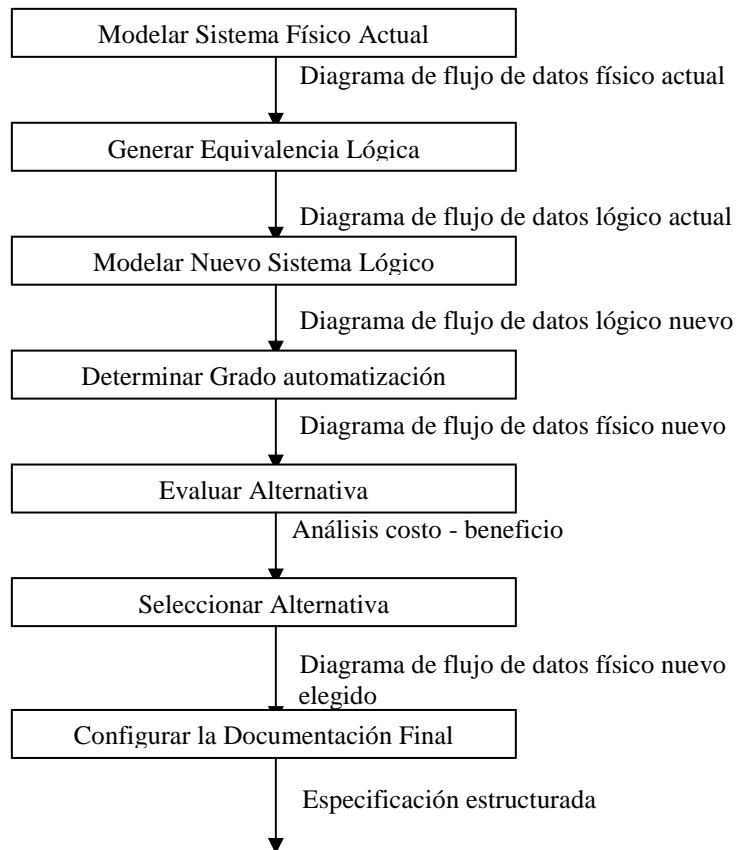 Modelar Sistema Físico Actual
Diagrama de flujo de datos físico actual
Generar Equivalencia Lógica
Diagrama de flujo de datos lógico actual
Modelar Nuevo Sistema Lógico
Diagrama de flujo de datos lógico nuevo
Determinar Grado automatización
Diagrama de flujo de datos físico nuevo
Evaluar Alternativa
Análisis costo - beneficio
Seleccionar Alternativa
Diagrama de flujo de datos físico nuevo
elegido
Configurar la Documentación Final
Especificación estructurada